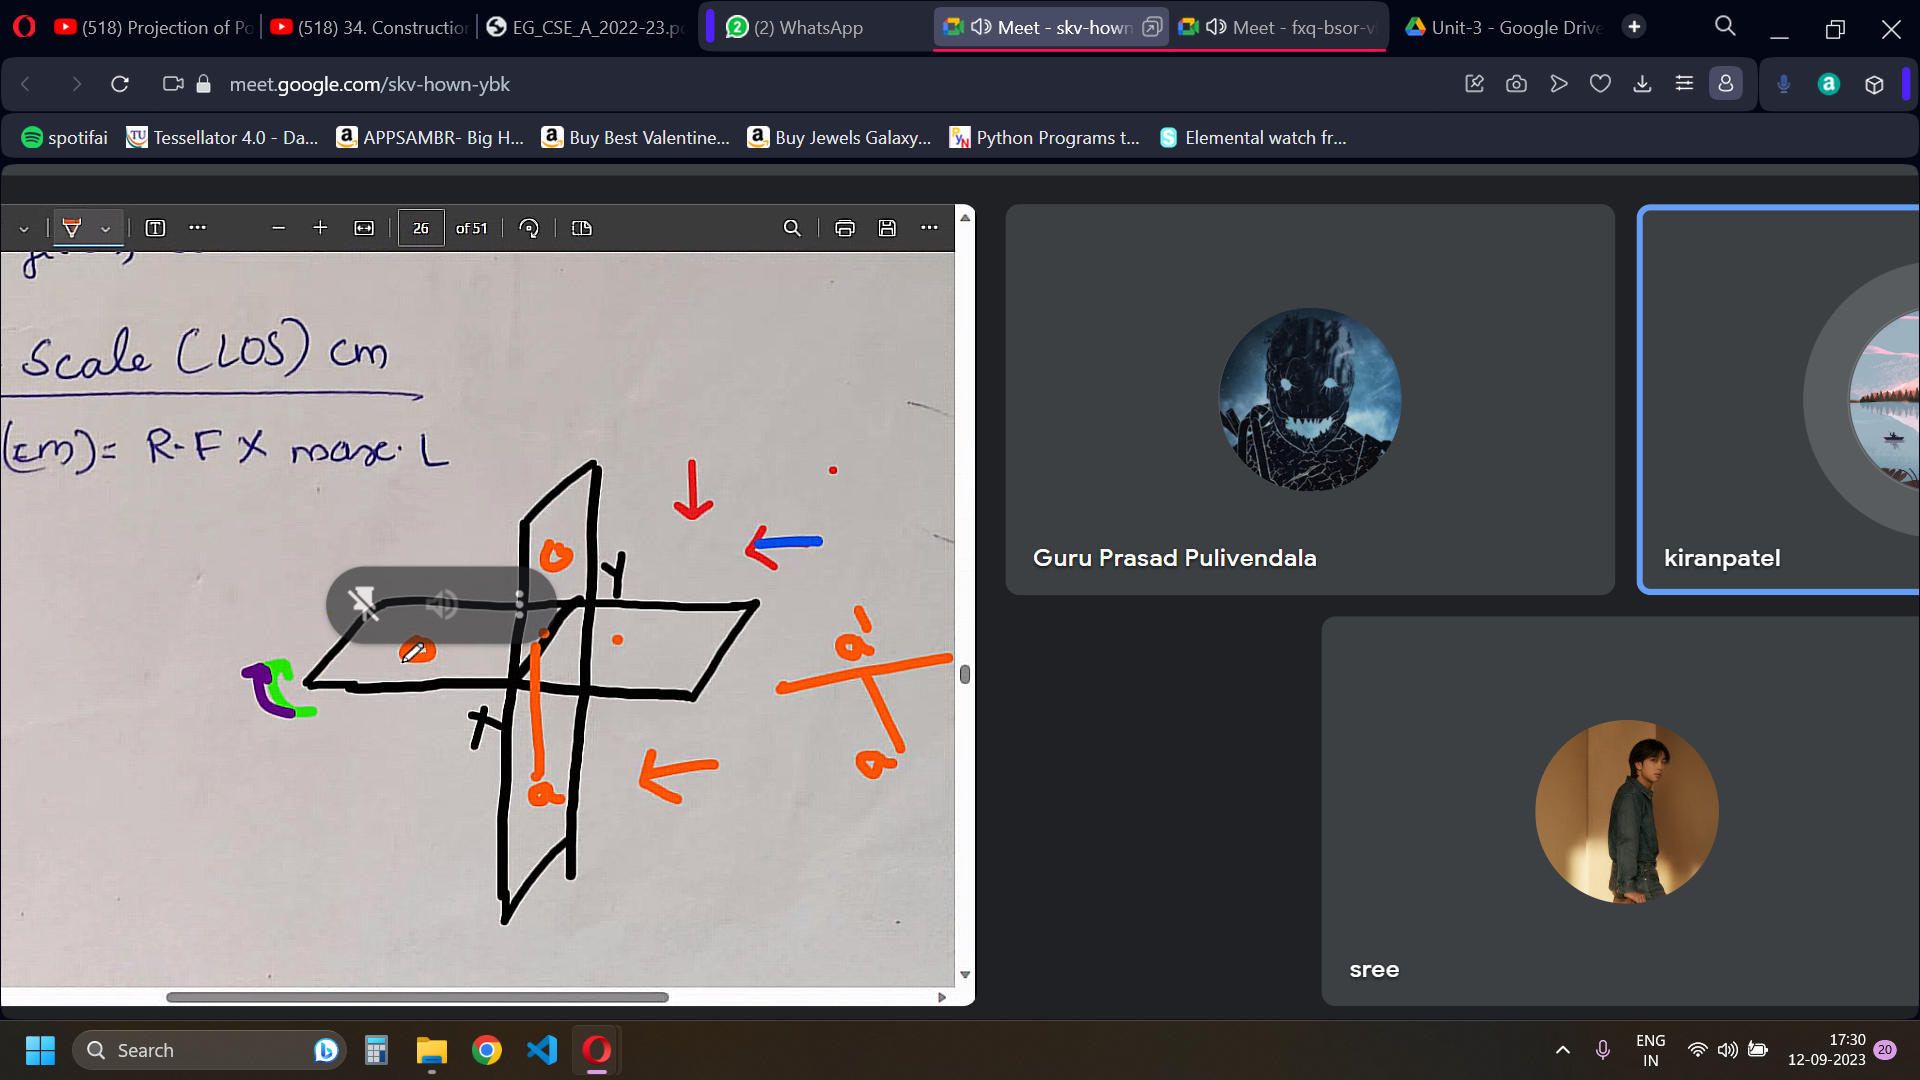 (518) Projection of Po
(518) 34. Construction
EG_CSE_A_2022-23.p
(2) WhatsApp
Meet - skv-hown
Meet - fxq-bsor-v
Unit-3 - Google Drive
meet.google.com/skv-hown-ybk
spotifai
Tessellator 4.0 - Da...
APPSAMBR- Big H...
Buy Best Valentine...
Buy Jewels Galaxy...
Python Programs t...
Elemental watch fr...
26 of 51
Scale (LOS) cm
(cm) = R.F X max. L
Y
X
a
a'
a
Guru Prasad Pulivendala
kiranpatel
sree
Search
ENG
IN
17:30
12-09-2023
20